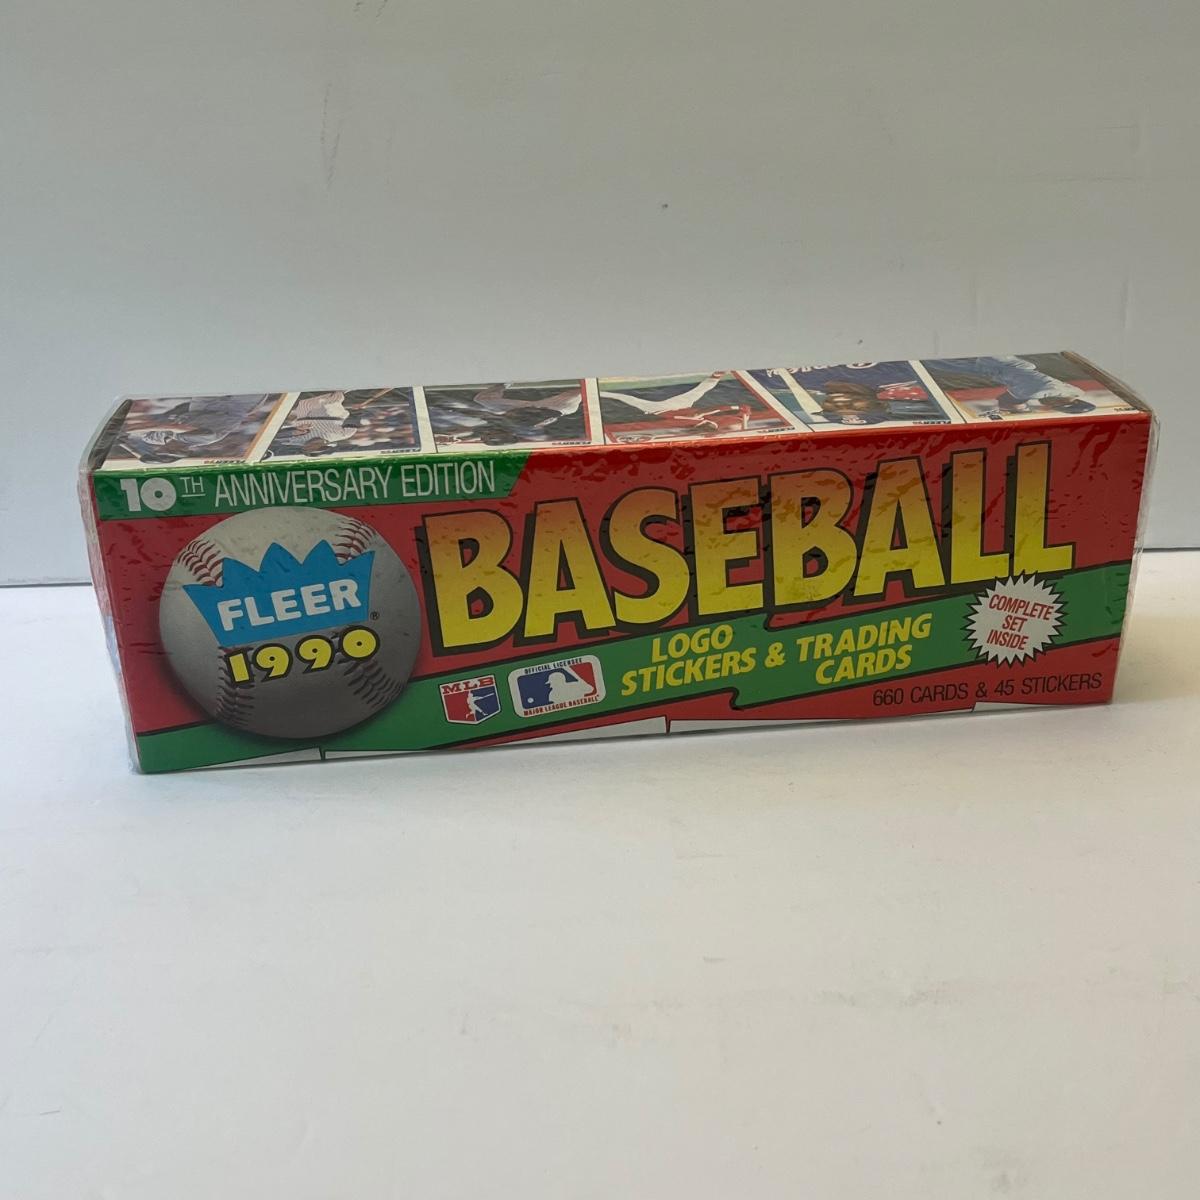 10TH ANNIVERSARY EDITION
BASEBALL
FLEER®
1990
LOGO
STICKERS & TRADING
CARDS
COMPLETE
SET
INSIDE
MLB
OFFICIAL LICENSEE
MAJOR LEAGUE BASEBALL
660 CARDS & 45 STICKERS